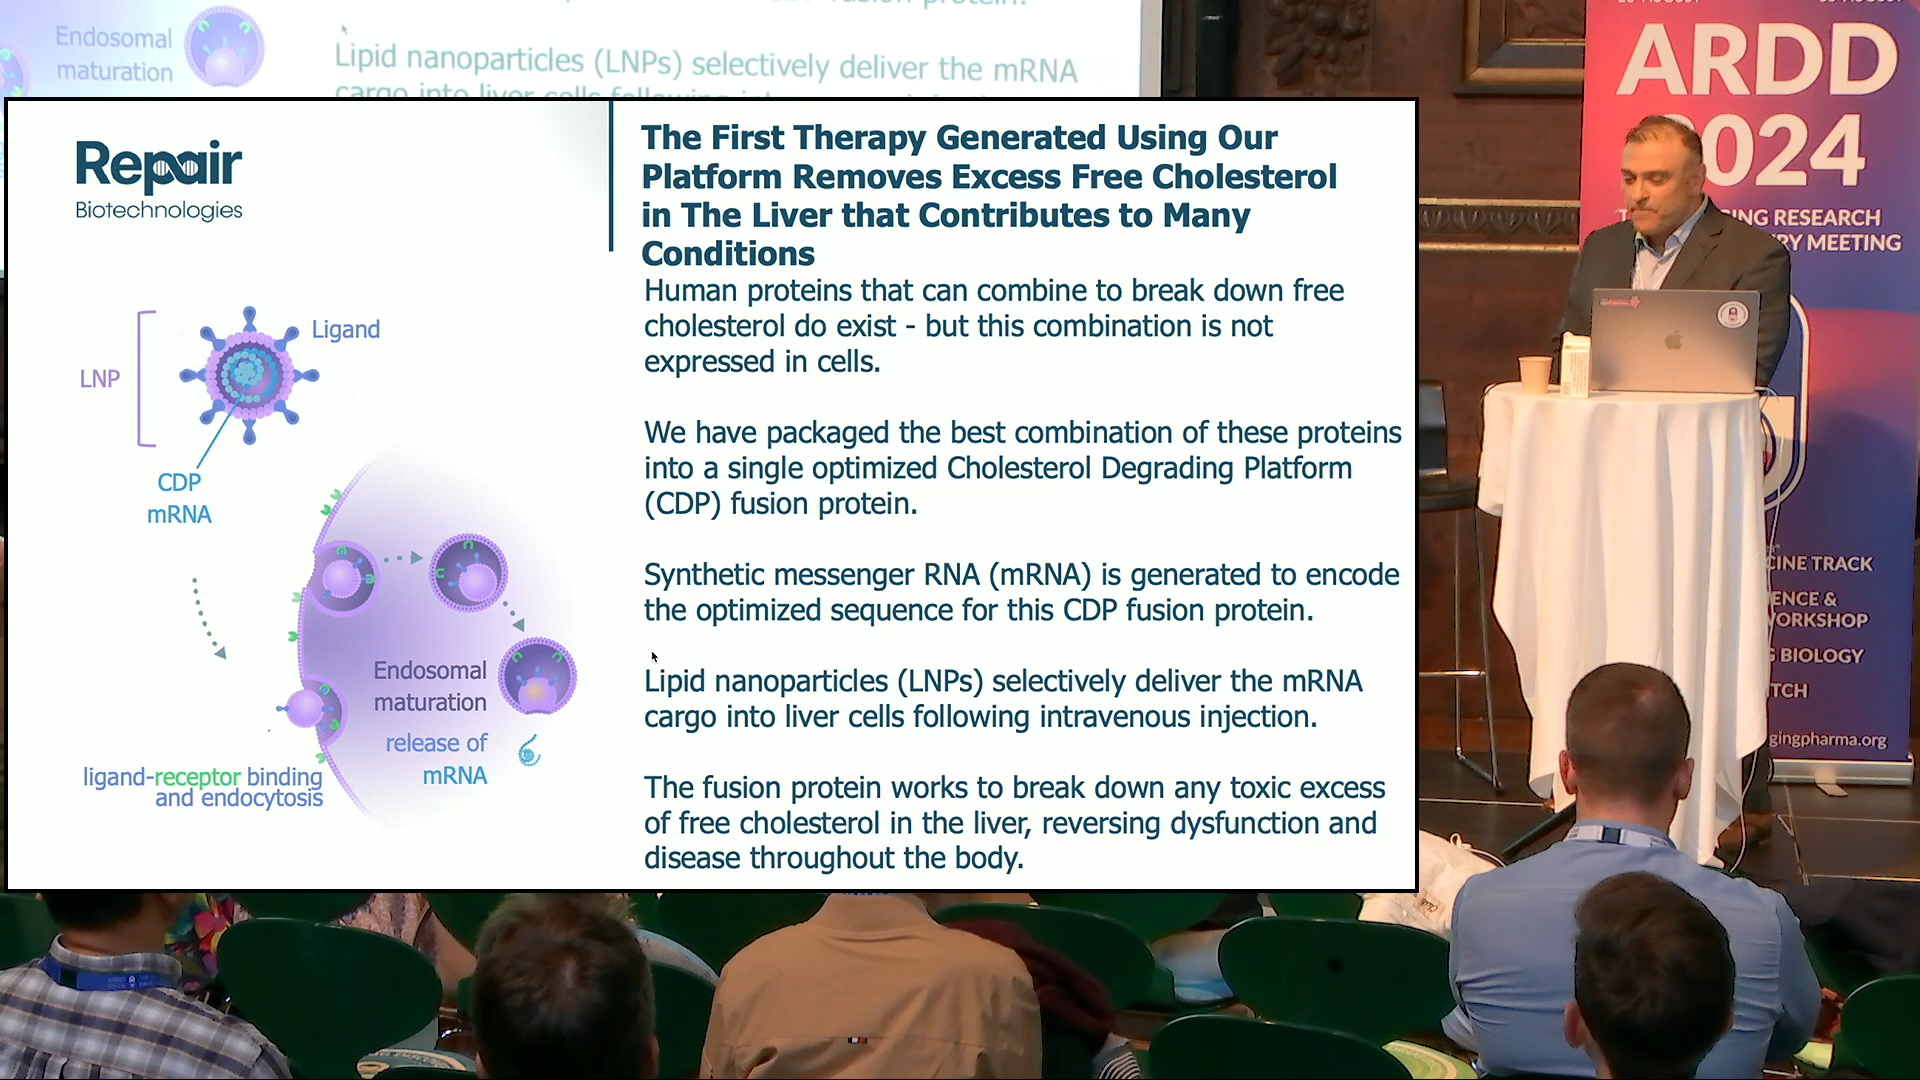 Endosomal
maturation
Lipid nanoparticles (LNPs) selectively deliver the mRNA
Repair
Biotechnologies
The First Therapy Generated Using Our
Platform Removes Excess Free Cholesterol
in The Liver that Contributes to Many
Conditions
Human proteins that can combine to break down free
cholesterol do exist - but this combination is not
expressed in cells.
We have packaged the best combination of these proteins
into a single optimized Cholesterol Degrading Platform
(CDP) fusion protein.
Synthetic messenger RNA (mRNA) is generated to encode
the optimized sequence for this CDP fusion protein.
Lipid nanoparticles (LNPs) selectively deliver the mRNA
cargo into liver cells following intravenous injection.
The fusion protein works to break down any toxic excess
of free cholesterol in the liver, reversing dysfunction and
disease throughout the body.
Ligand
LNP
CDP
mRNA
Endosomal
maturation
release of
mRNA
ligand-receptor binding
and endocytosis
ARDD
2024
RESEARCH
MEETING
TRACK
WORKSHOP
BIOLOGY
gingpharma.org